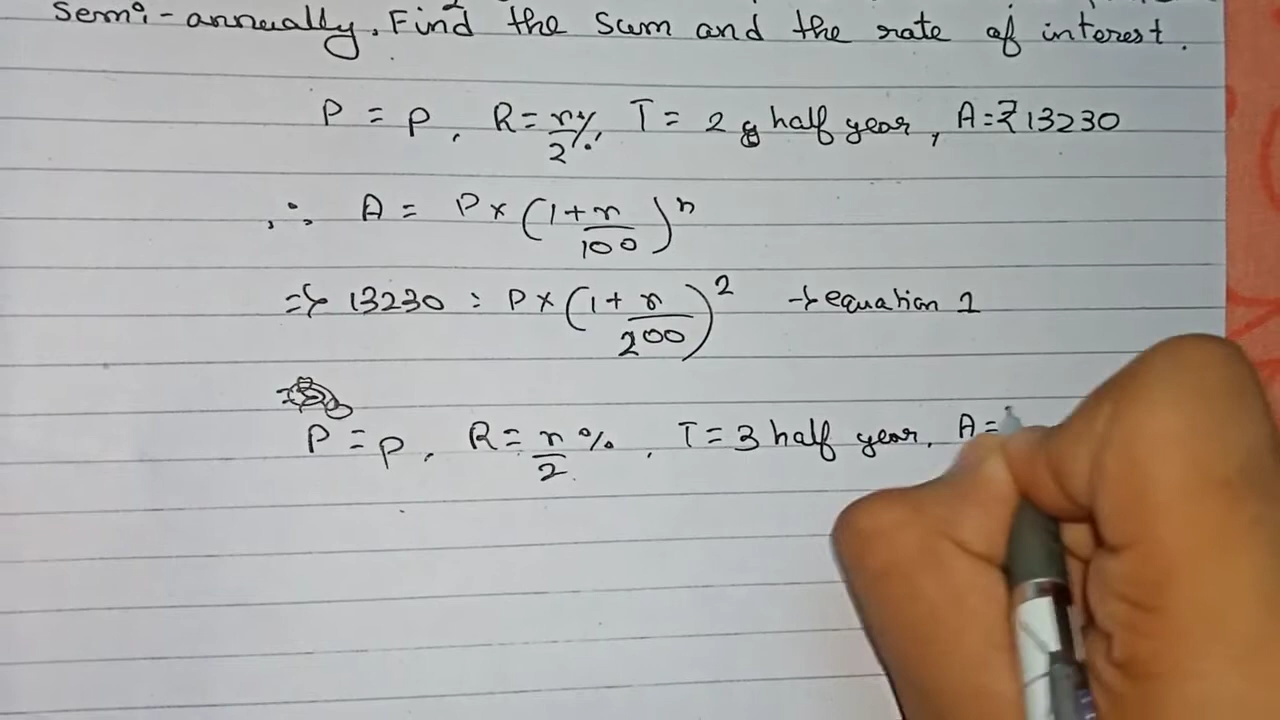 semi-annually. Find the sum and the rate of interest.
P = p, R = r/2 %, T = 2 half year, A = ₹13230
∴ A = P × (1 + r/100)^n
=> 13230 = P × (1 + r/200)^2 → equation 1
P = p, R = r/2 %, T = 3 half year, A =